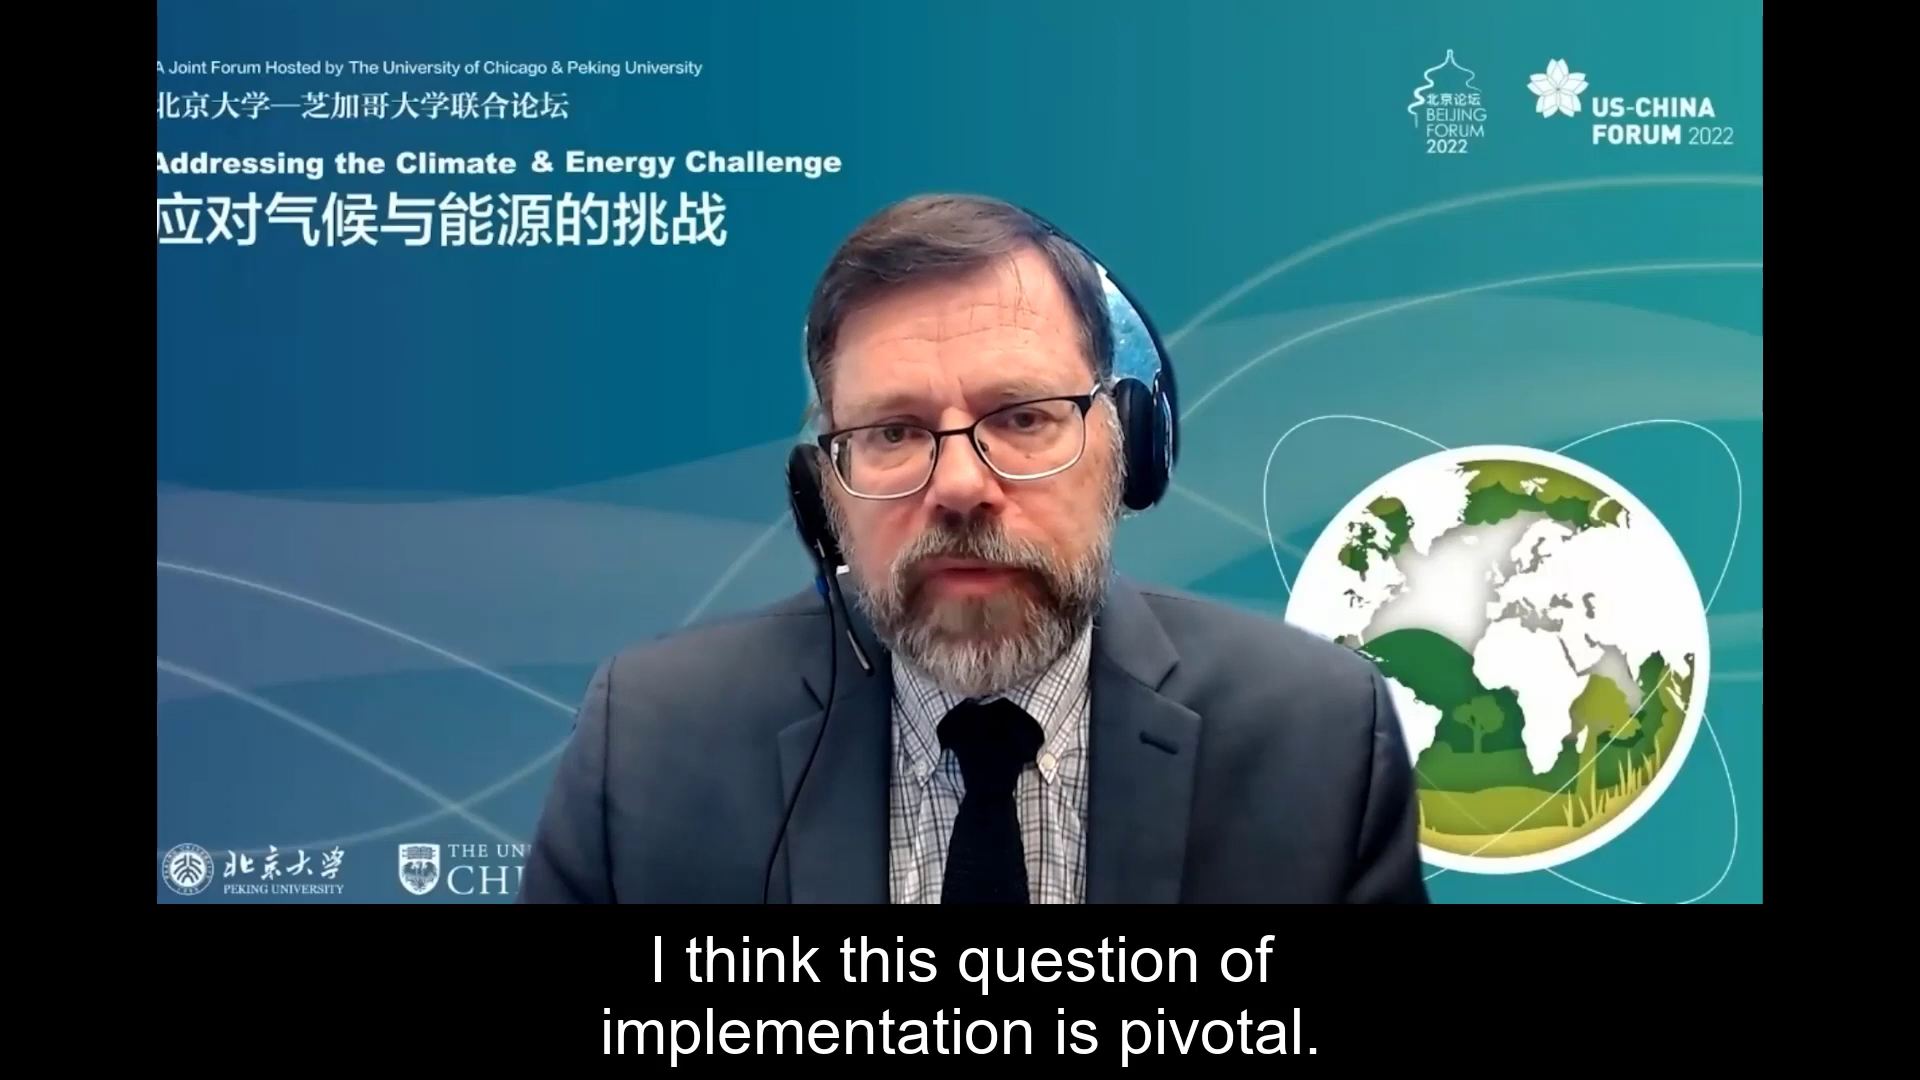 A Joint Forum Hosted by The University of Chicago & Peking University
北京大学—芝加哥大学联合论坛
Addressing the Climate & Energy Challenge
应对气候与能源的挑战
北京论坛
BEIJING
FORUM
2022
US-CHINA
FORUM 2022
北京大学
PEKING UNIVERSITY
THE UN
CHI
I think this question of
implementation is pivotal.